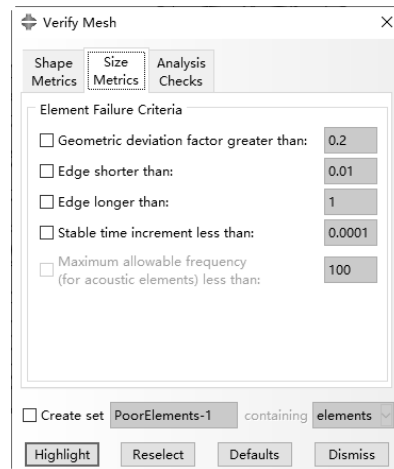 Verify Mesh
Shape Metrics
Size Metrics
Analysis Checks
Element Failure Criteria
Geometric deviation factor greater than: 0.2
Edge shorter than: 0.01
Edge longer than: 1
Stable time increment less than: 0.0001
Maximum allowable frequency
(for acoustic elements) less than: 100
Create set PoorElements-1 containing elements
Highlight Reselect Defaults Dismiss